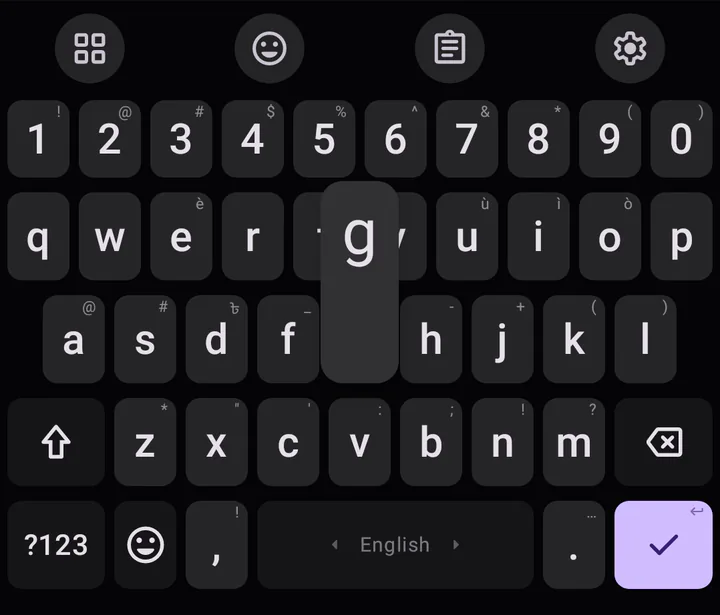 1 ! 2 @ 3 # 4 $ 5 % 6 ^ 7 & 8 * 9 ( 0 )
q w e è r u ù i ì o ò p
g
a @ s # d ъ f _ h - j + k ( l )
z * x " c ' v : b ; n ! m ?
?123 , ! English . …